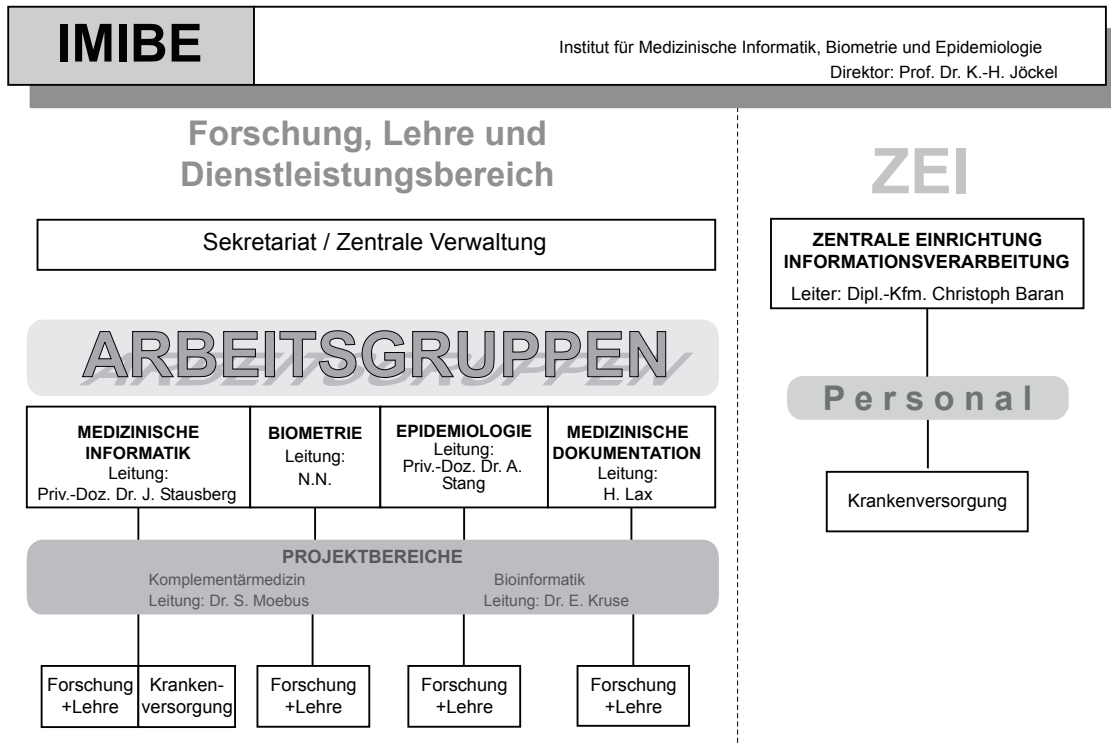 IMIBE
Institut für Medizinische Informatik, Biometrie und Epidemiologie
Direktor: Prof. Dr. K.-H. Jöckel
Forschung, Lehre und
Dienstleistungsbereich
Sekretariat / Zentrale Verwaltung
ARBEITSGRUPPEN
MEDIZINISCHE
INFORMATIK
Leitung:
Priv.-Doz. Dr. J. Stausberg
BIOMETRIE
Leitung:
N.N.
EPIDEMIOLOGIE
Leitung:
Priv.-Doz. Dr. A.
Stang
MEDIZINISCHE
DOKUMENTATION
Leitung:
H. Lax
PROJEKTBEREICHE
Komplementärmedizin
Leitung: Dr. S. Moebus
Bioinformatik
Leitung: Dr. E. Kruse
Forschung
+Lehre
Kranken-
versorgung
Forschung
+Lehre
Forschung
+Lehre
Forschung
+Lehre
ZEI
ZENTRALE EINRICHTUNG
INFORMATIONSVERARBEITUNG
Leiter: Dipl.-Kfm. Christoph Baran
Personal
Krankenversorgung